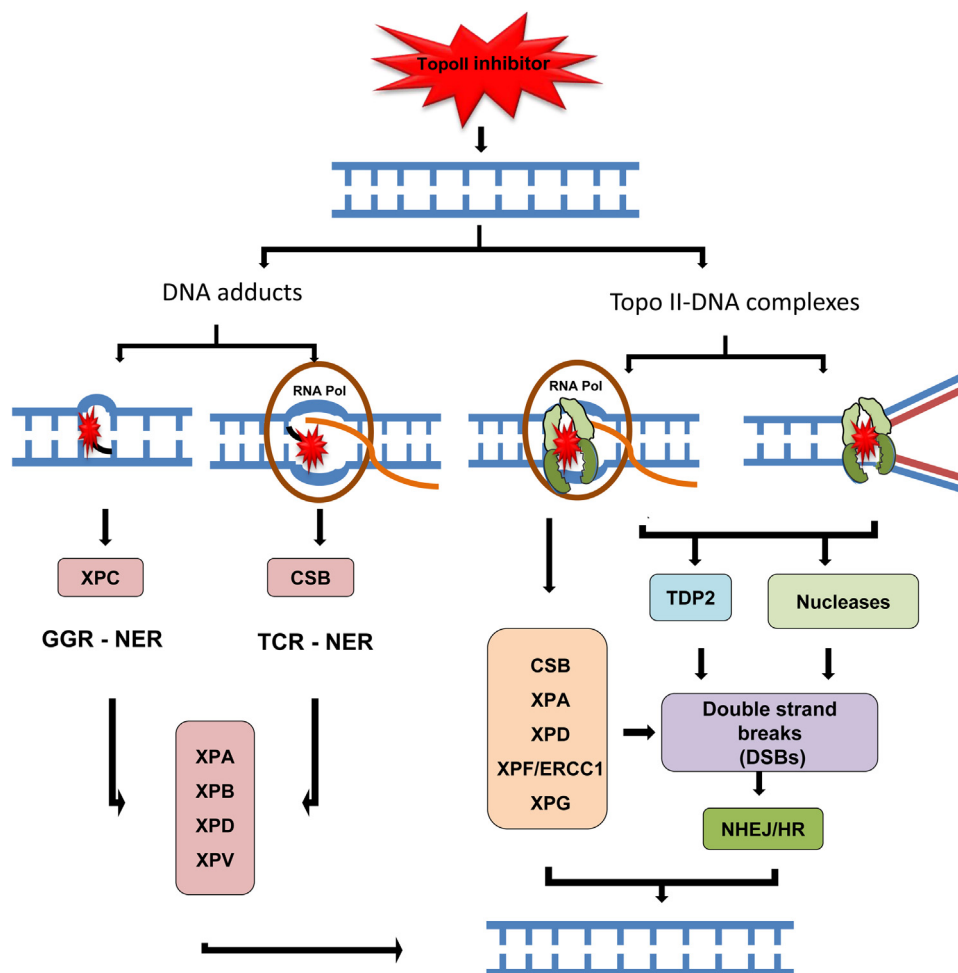 TopoII inhibitor
DNA adducts
Topo II-DNA complexes
RNA Pol
RNA Pol
XPC
CSB
TDP2
Nucleases
GGR - NER
TCR - NER
CSB
XPA
XPD
XPF/ERCC1
XPG
Double strand
breaks
(DSBs)
XPA
XPB
XPD
XPV
NHEJ/HR